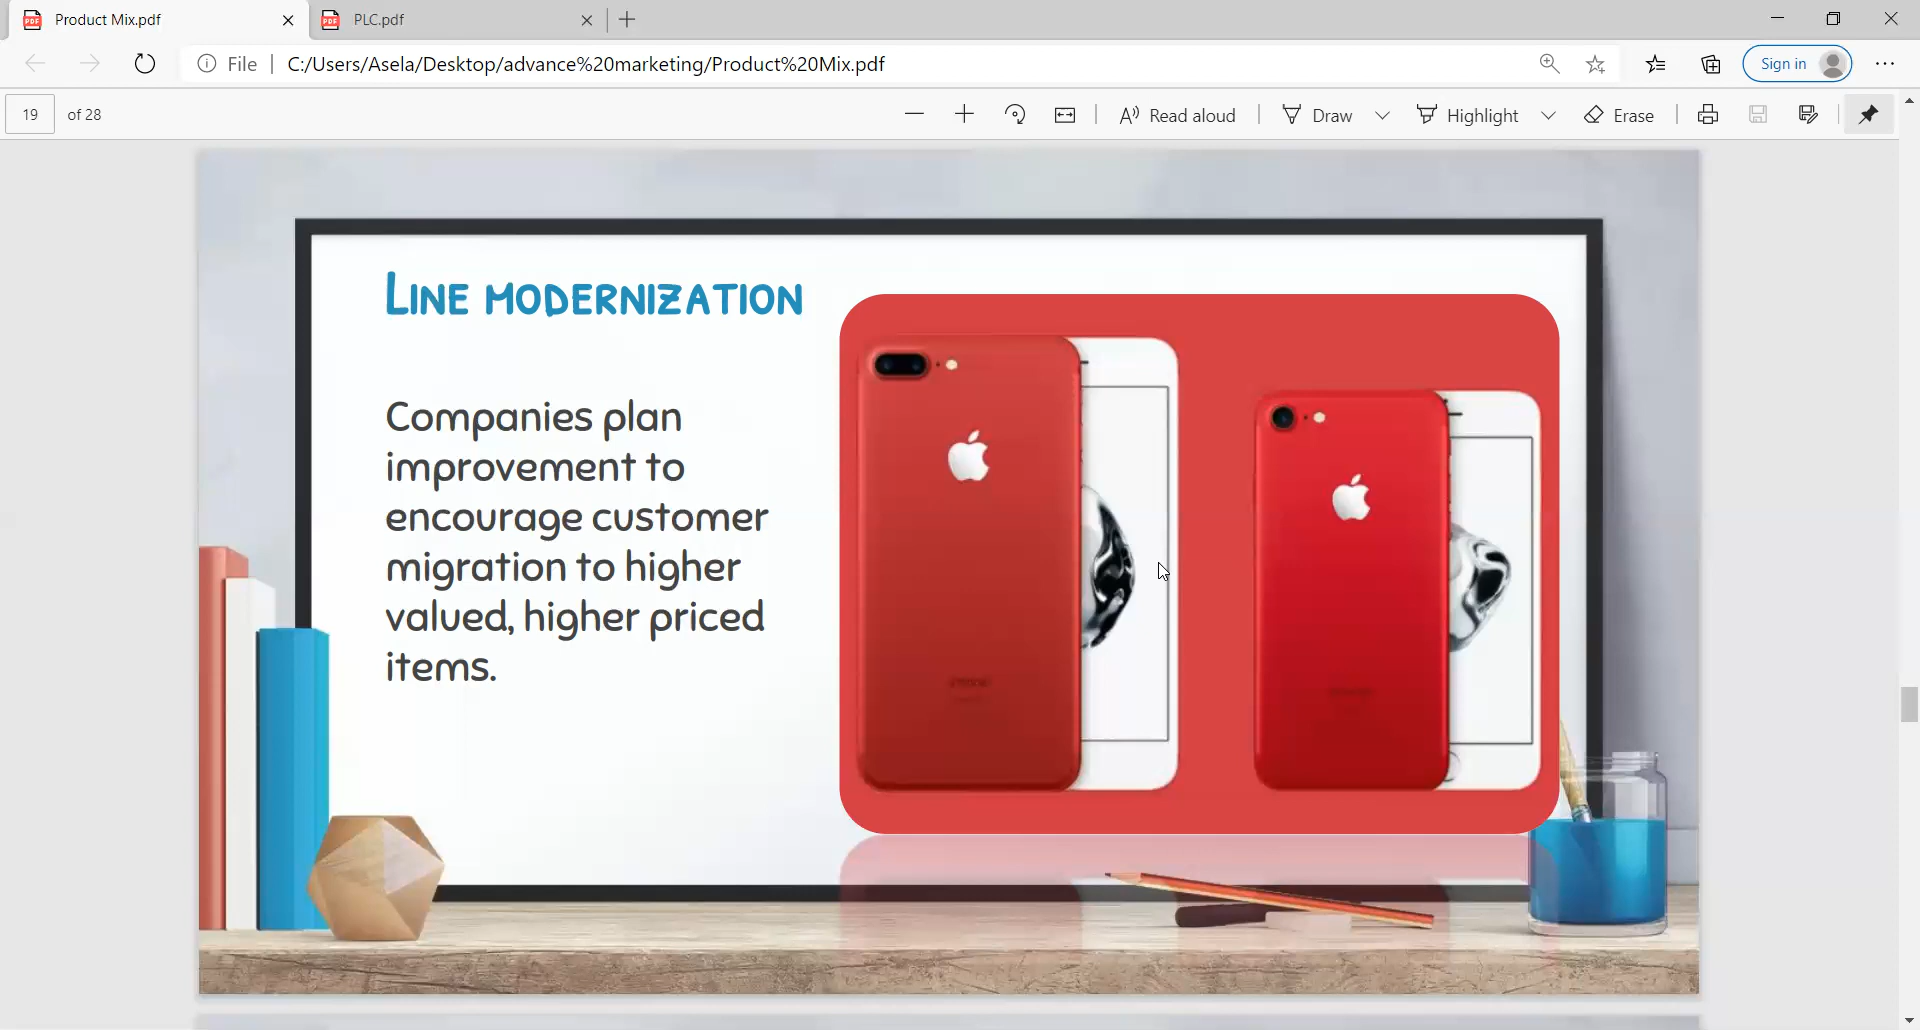 Product Mix.pdf
PLC.pdf
File
C:/Users/Asela/Desktop/advance%20marketing/Product%20Mix.pdf
Sign in
19 of 28
Read aloud
Draw
Highlight
Erase
LINE MODERNIZATION
Companies plan
improvement to
encourage customer
migration to higher
valued, higher priced
items.